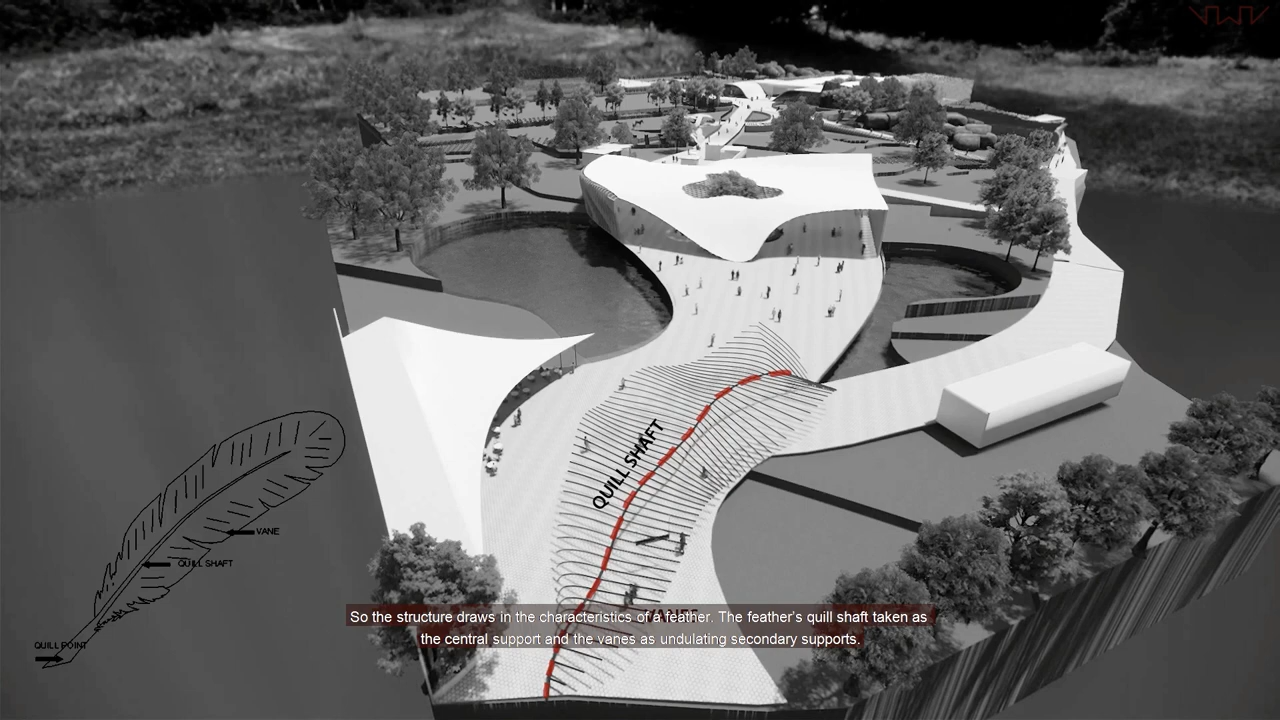 QUILL SHAFT
VANE
QUILL SHAFT
QUILL POINT
VANES
So the structure draws in the characteristics of a feather. The feather's quill shaft taken as
the central support and the vanes as undulating secondary supports.